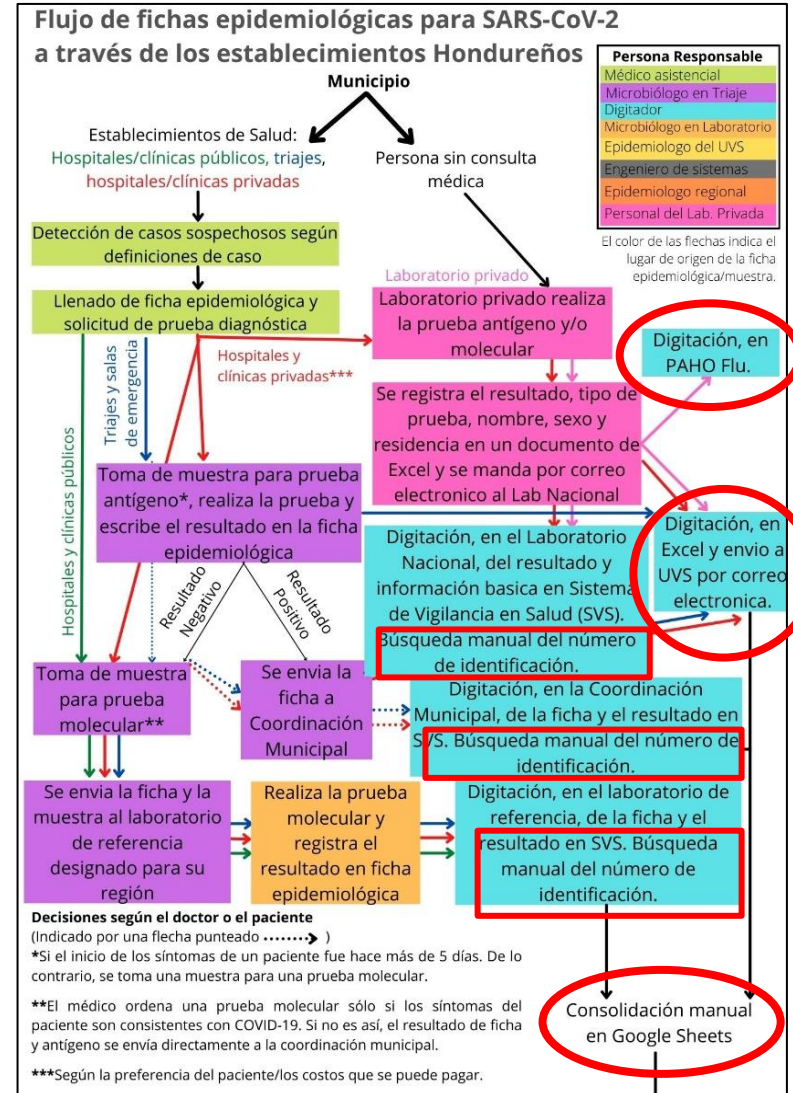 Flujo de fichas epidemiológicas para SARS-CoV-2
a través de los establecimientos Hondureños
Persona Responsable
Médico asistencial
Microbiólogo en Triaje
Digitador
Microbiólogo en Laboratorio
Epidemiologo del UVS
Engeniero de sistemas
Epidemiologo regional
Personal del Lab. Privada
El color de las flechas indica el
lugar de origen de la ficha
epidemiológica/muestra.
Municipio
Establecimientos de Salud:
Hospitales/clínicas públicos, triajes,
hospitales/clínicas privadas
Persona sin consulta
médica
Detección de casos sospechosos según
definiciones de caso
Llenado de ficha epidemiológica y
solicitud de prueba diagnóstica
Laboratorio privado
Laboratorio privado realiza
la prueba antígeno y/o
molecular
Hospitales y
clínicas privadas***
Triajes y salas
de emergencia
Hospitales y clínicos públicos
Digitación, en
PAHO Flu.
Se registra el resultado, tipo de
prueba, nombre, sexo y
residencia en un documento de
Excel y se manda por correo
electronico al Lab Nacional
Toma de muestra para prueba
antígeno*, realiza la prueba y
escribe el resultado en la ficha
epidemiológica
Resultado
Negativo
Resultado
Positivo
Digitación, en el Laboratorio
Nacional, del resultado y
información basica en Sistema
de Vigilancia en Salud (SVS).
Búsqueda manual del número
de identificación.
Digitación, en
Excel y envio a
UVS por correo
electronica.
Toma de muestra
para prueba
molecular**
Se envia la
ficha a
Coordinación
Municipal
Digitación, en la Coordinación
Municipal, de la ficha y el resultado en
SVS. Búsqueda manual del número de
identificación.
Se envia la ficha y la
muestra al laboratorio
de referencia
designado para su
región
Realiza la prueba
molecular y
registra el
resultado en ficha
epidemiológica
Digitación, en el laboratorio de
referencia, de la ficha y el
resultado en SVS. Búsqueda
manual del número de
identificación.
Decisiones según el doctor o el paciente
(Indicado por una flecha punteado )
*Si el inicio de los síntomas de un paciente fue hace más de 5 días. De lo
contrario, se toma una muestra para una prueba molecular.
**El médico ordena una prueba molecular sólo si los síntomas del
paciente son consistentes con COVID-19. Si no es así, el resultado de ficha
y antígeno se envía directamente a la coordinación municipal.
***Según la preferencia del paciente/los costos que se puede pagar.
Consolidación manual
en Google Sheets